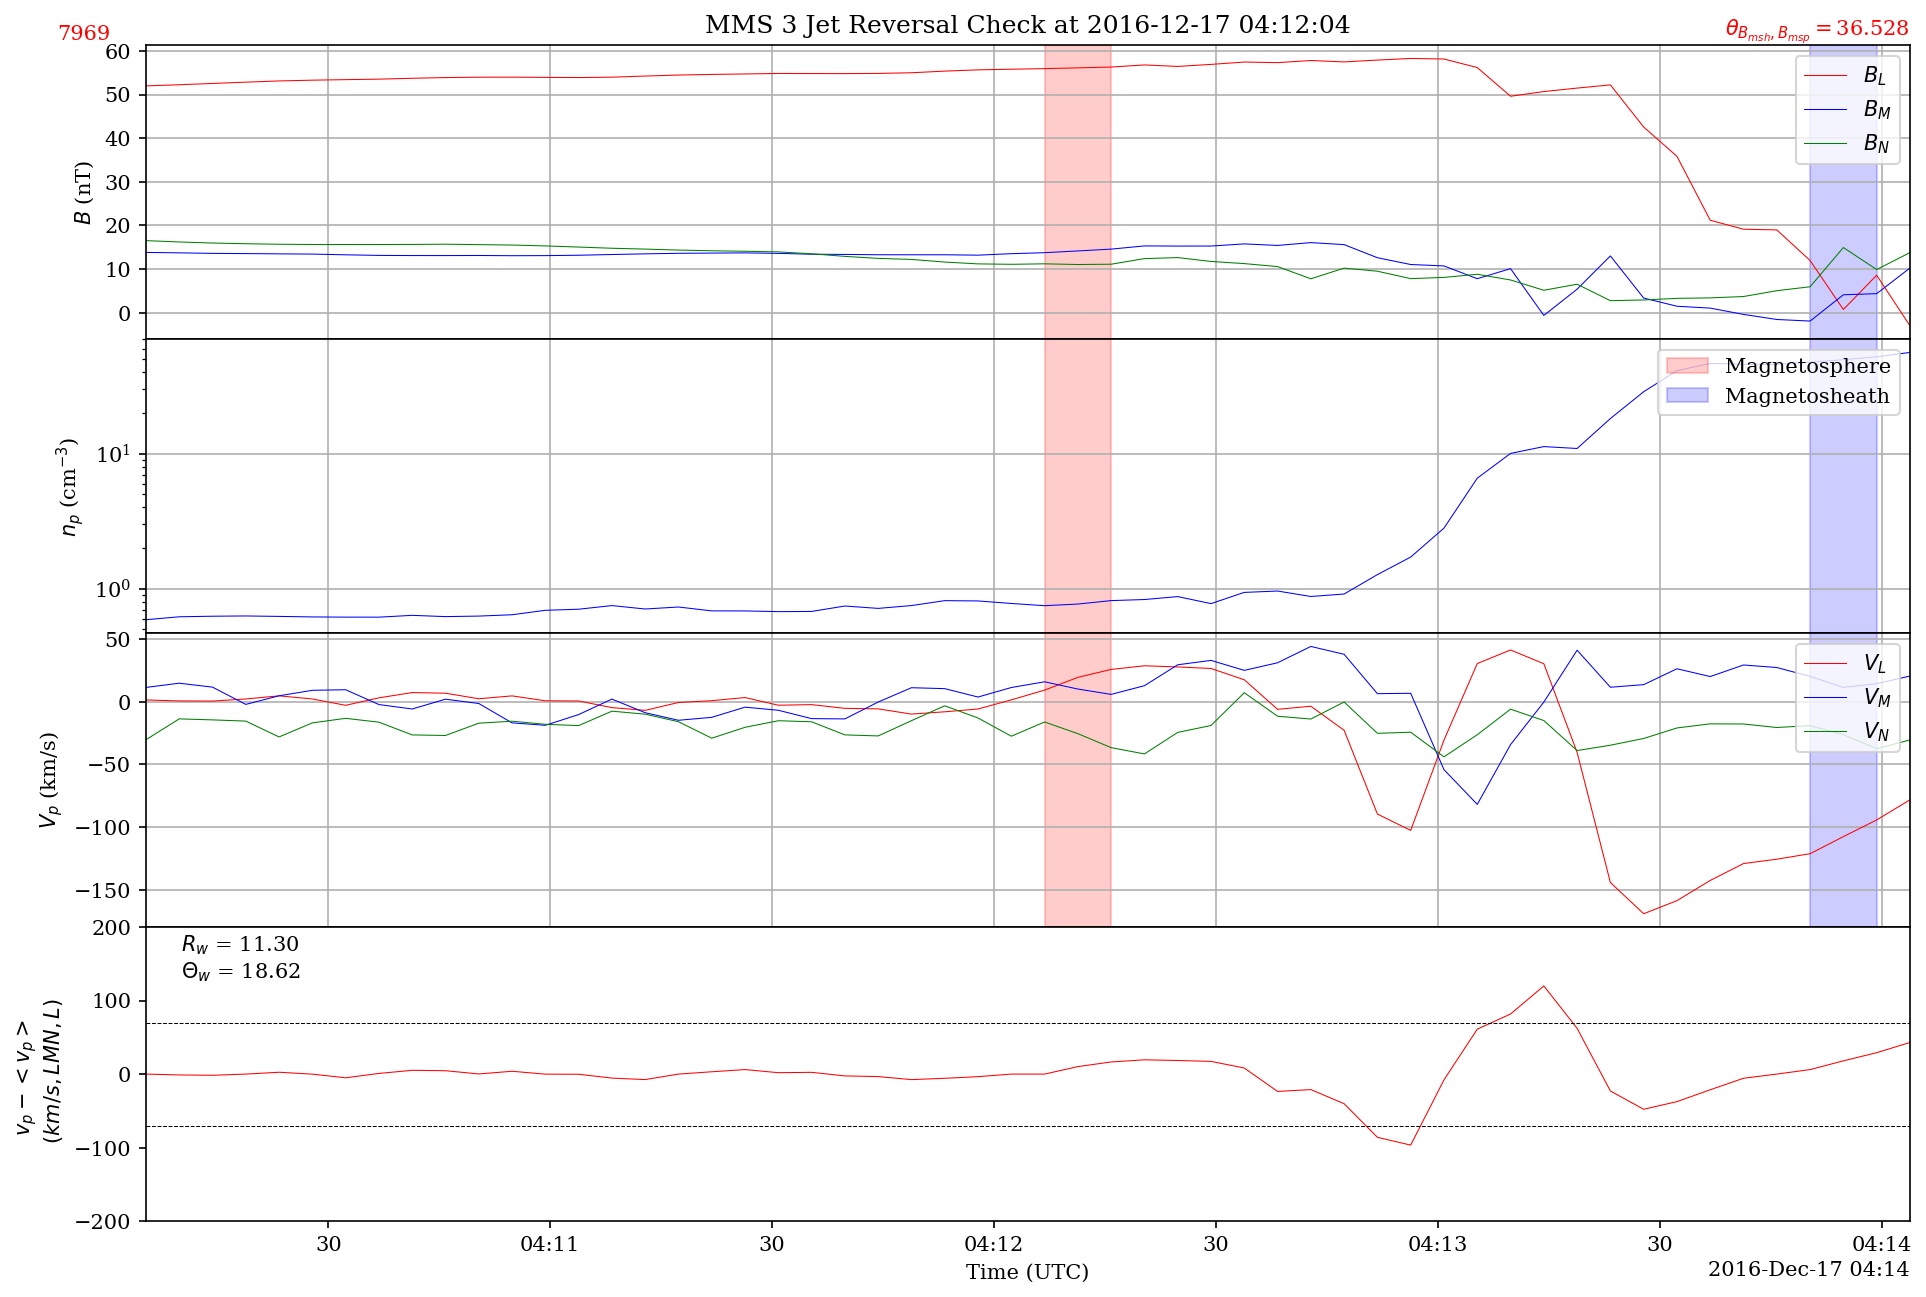 7969
MMS 3 Jet Reversal Check at 2016-12-17 04:12:04
θ_{B_{msh}, B_{msp}} = 36.528
B (nT)
60
50
40
30
20
10
0
B_L
B_M
B_N
n_p (cm^{-3})
10^1
10^0
Magnetosphere
Magnetosheath
V_p (km/s)
50
0
−50
−100
−150
V_L
V_M
V_N
v_p − < v_p >
(km/s, LMN, L)
200
100
0
−100
−200
R_w = 11.30
Θ_w = 18.62
30 04:11 30 04:12 30 04:13 30 04:14
Time (UTC)
2016-Dec-17 04:14